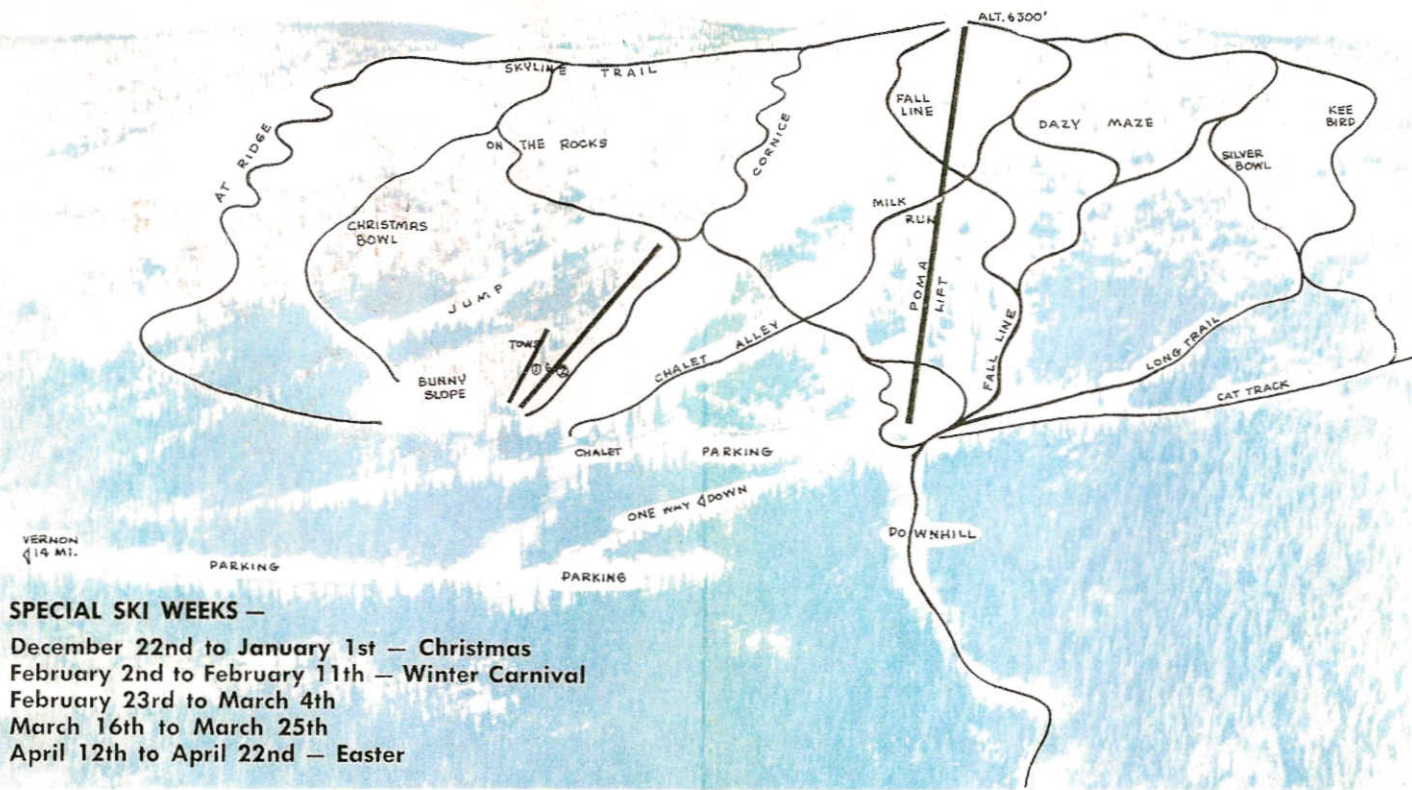 ALT. 6300'
SKYLINE TRAIL
AT RIDGE
ON THE ROCKS
CORNICE
FALL
LINE
DAZY MAZE
KEE
BIRD
SILVER
BOWL
CHRISTMAS
BOWL
MILK
RUN
JUMP
POMA
LIFT
TOWS
1 & 2
BUNNY
SLOPE
CHALET ALLEY
FALL LINE
LONG TRAIL
CAT TRACK
CHALET
PARKING
ONE WAY DOWN
DOWNHILL
VERNON
14 MI.
PARKING
PARKING
SPECIAL SKI WEEKS —
December 22nd to January 1st — Christmas
February 2nd to February 11th — Winter Carnival
February 23rd to March 4th
March 16th to March 25th
April 12th to April 22nd — Easter